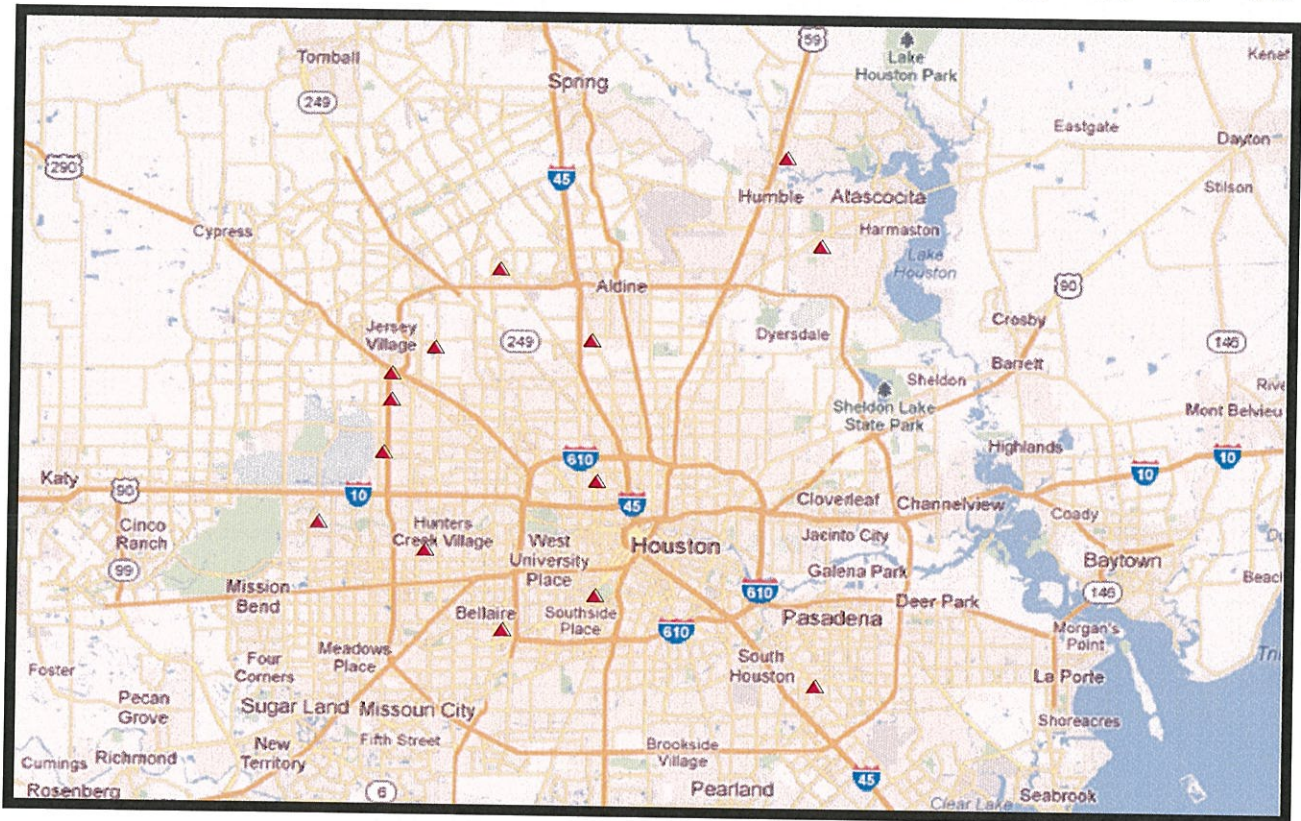 Tomball
Spring
59
Lake
Houston Park
249
Eastgate
Dayton
290
45
Stilson
Humble
Atascocita
Cypress
Harmaston
Lake
Houston
Aldine
90
Jersey
Village
249
Dyersdale
Crosby
146
Barrett
Sheldon
Sheldon Lake
State Park
Mont Belvieu
Highlands
610
10
10
Katy
90
10
45
Cloverleaf
Channelview
Coady
Cinco
Ranch
Hunters
Creek Village
West
University
Place
Houston
Jacinto City
Galena Park
Baytown
99
Mission
Bend
610
146
Deer Park
Bellaire
Southside
Place
610
Pasadena
Morgan's
Point
Foster
Four
Corners
Meadows
Place
South
Houston
La Porte
Pecan
Grove
Sugar Land
Missouri City
Shoreacres
Fifth Street
New
Territory
Brookside
Village
Cumings
Richmond
45
Rosenberg
6
Pearland
Clear Lake
Seabrook